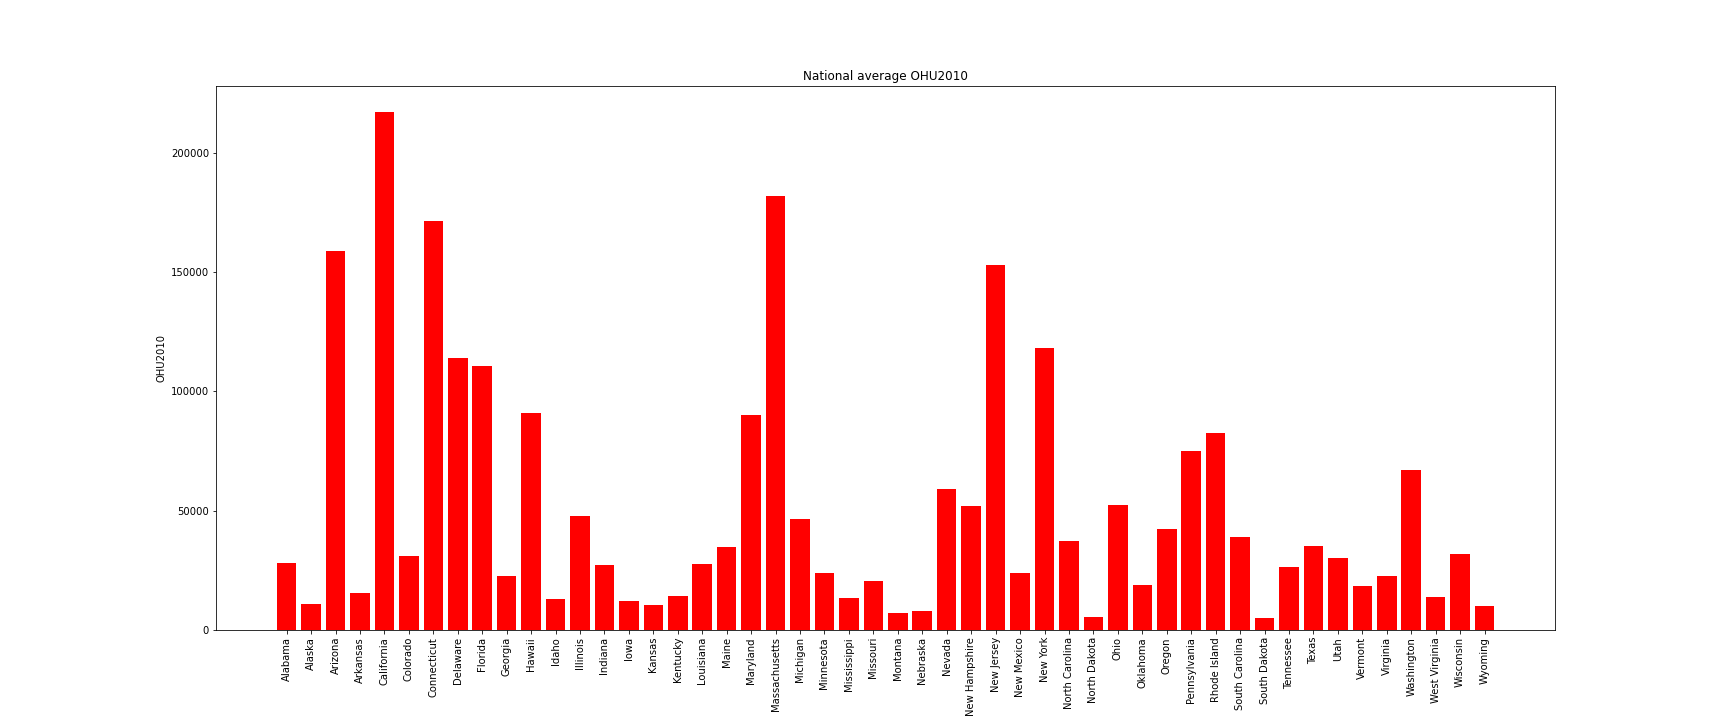 National average OHU2010
OHU2010
200000
150000
100000
50000
0
Alabama
Alaska
Arizona
Arkansas
California
Colorado
Connecticut
Delaware
Florida
Georgia
Hawaii
Idaho
Illinois
Indiana
Iowa
Kansas
Kentucky
Louisiana
Maine
Maryland
Massachusetts
Michigan
Minnesota
Mississippi
Missouri
Montana
Nebraska
Nevada
New Hampshire
New Jersey
New Mexico
New York
North Carolina
North Dakota
Ohio
Oklahoma
Oregon
Pennsylvania
Rhode Island
South Carolina
South Dakota
Tennessee
Texas
Utah
Vermont
Virginia
Washington
West Virginia
Wisconsin
Wyoming